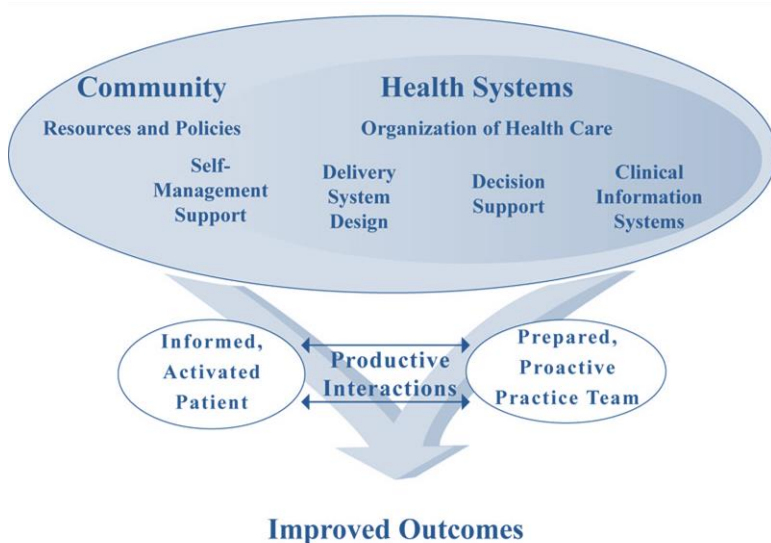 Community
Health Systems
Resources and Policies
Organization of Health Care
Self-
Management
Support
Delivery
System
Design
Decision
Support
Clinical
Information
Systems
Informed,
Activated
Patient
Productive
Interactions
Prepared,
Proactive
Practice Team
Improved Outcomes